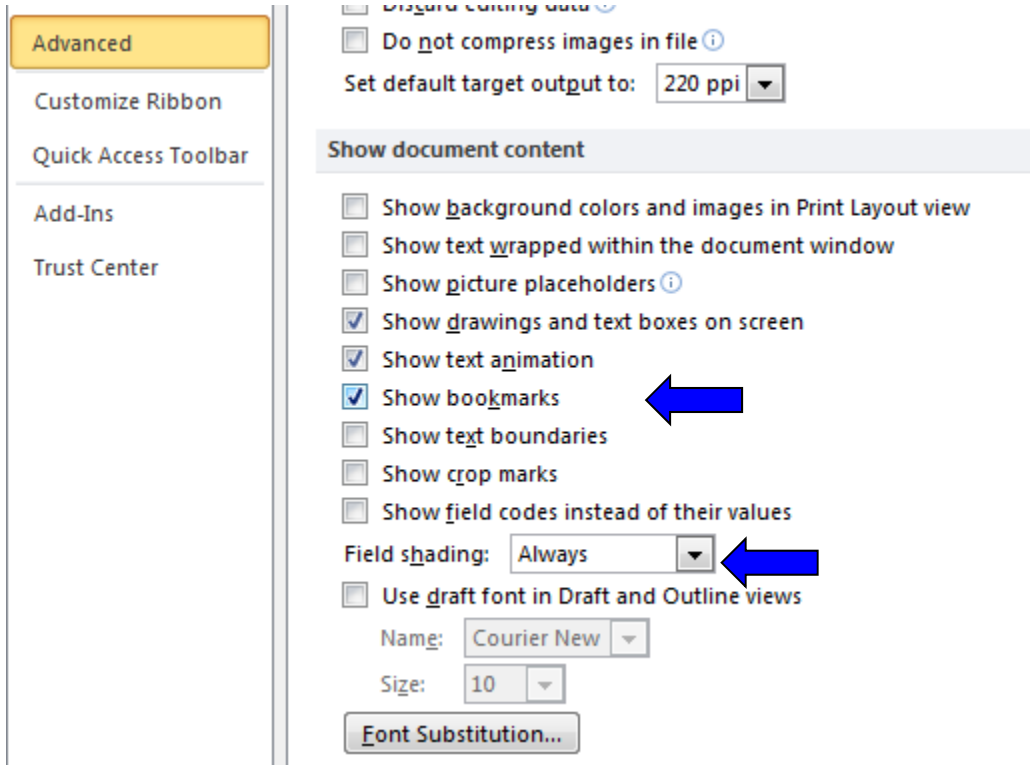 Advanced
Customize Ribbon
Quick Access Toolbar
Add-Ins
Trust Center
Discard editing data
Do not compress images in file
Set default target output to: 220 ppi
Show document content
Show background colors and images in Print Layout view
Show text wrapped within the document window
Show picture placeholders
Show drawings and text boxes on screen
Show text animation
Show bookmarks
Show text boundaries
Show crop marks
Show field codes instead of their values
Field shading: Always
Use draft font in Draft and Outline views
Name: Courier New
Size: 10
Font Substitution...